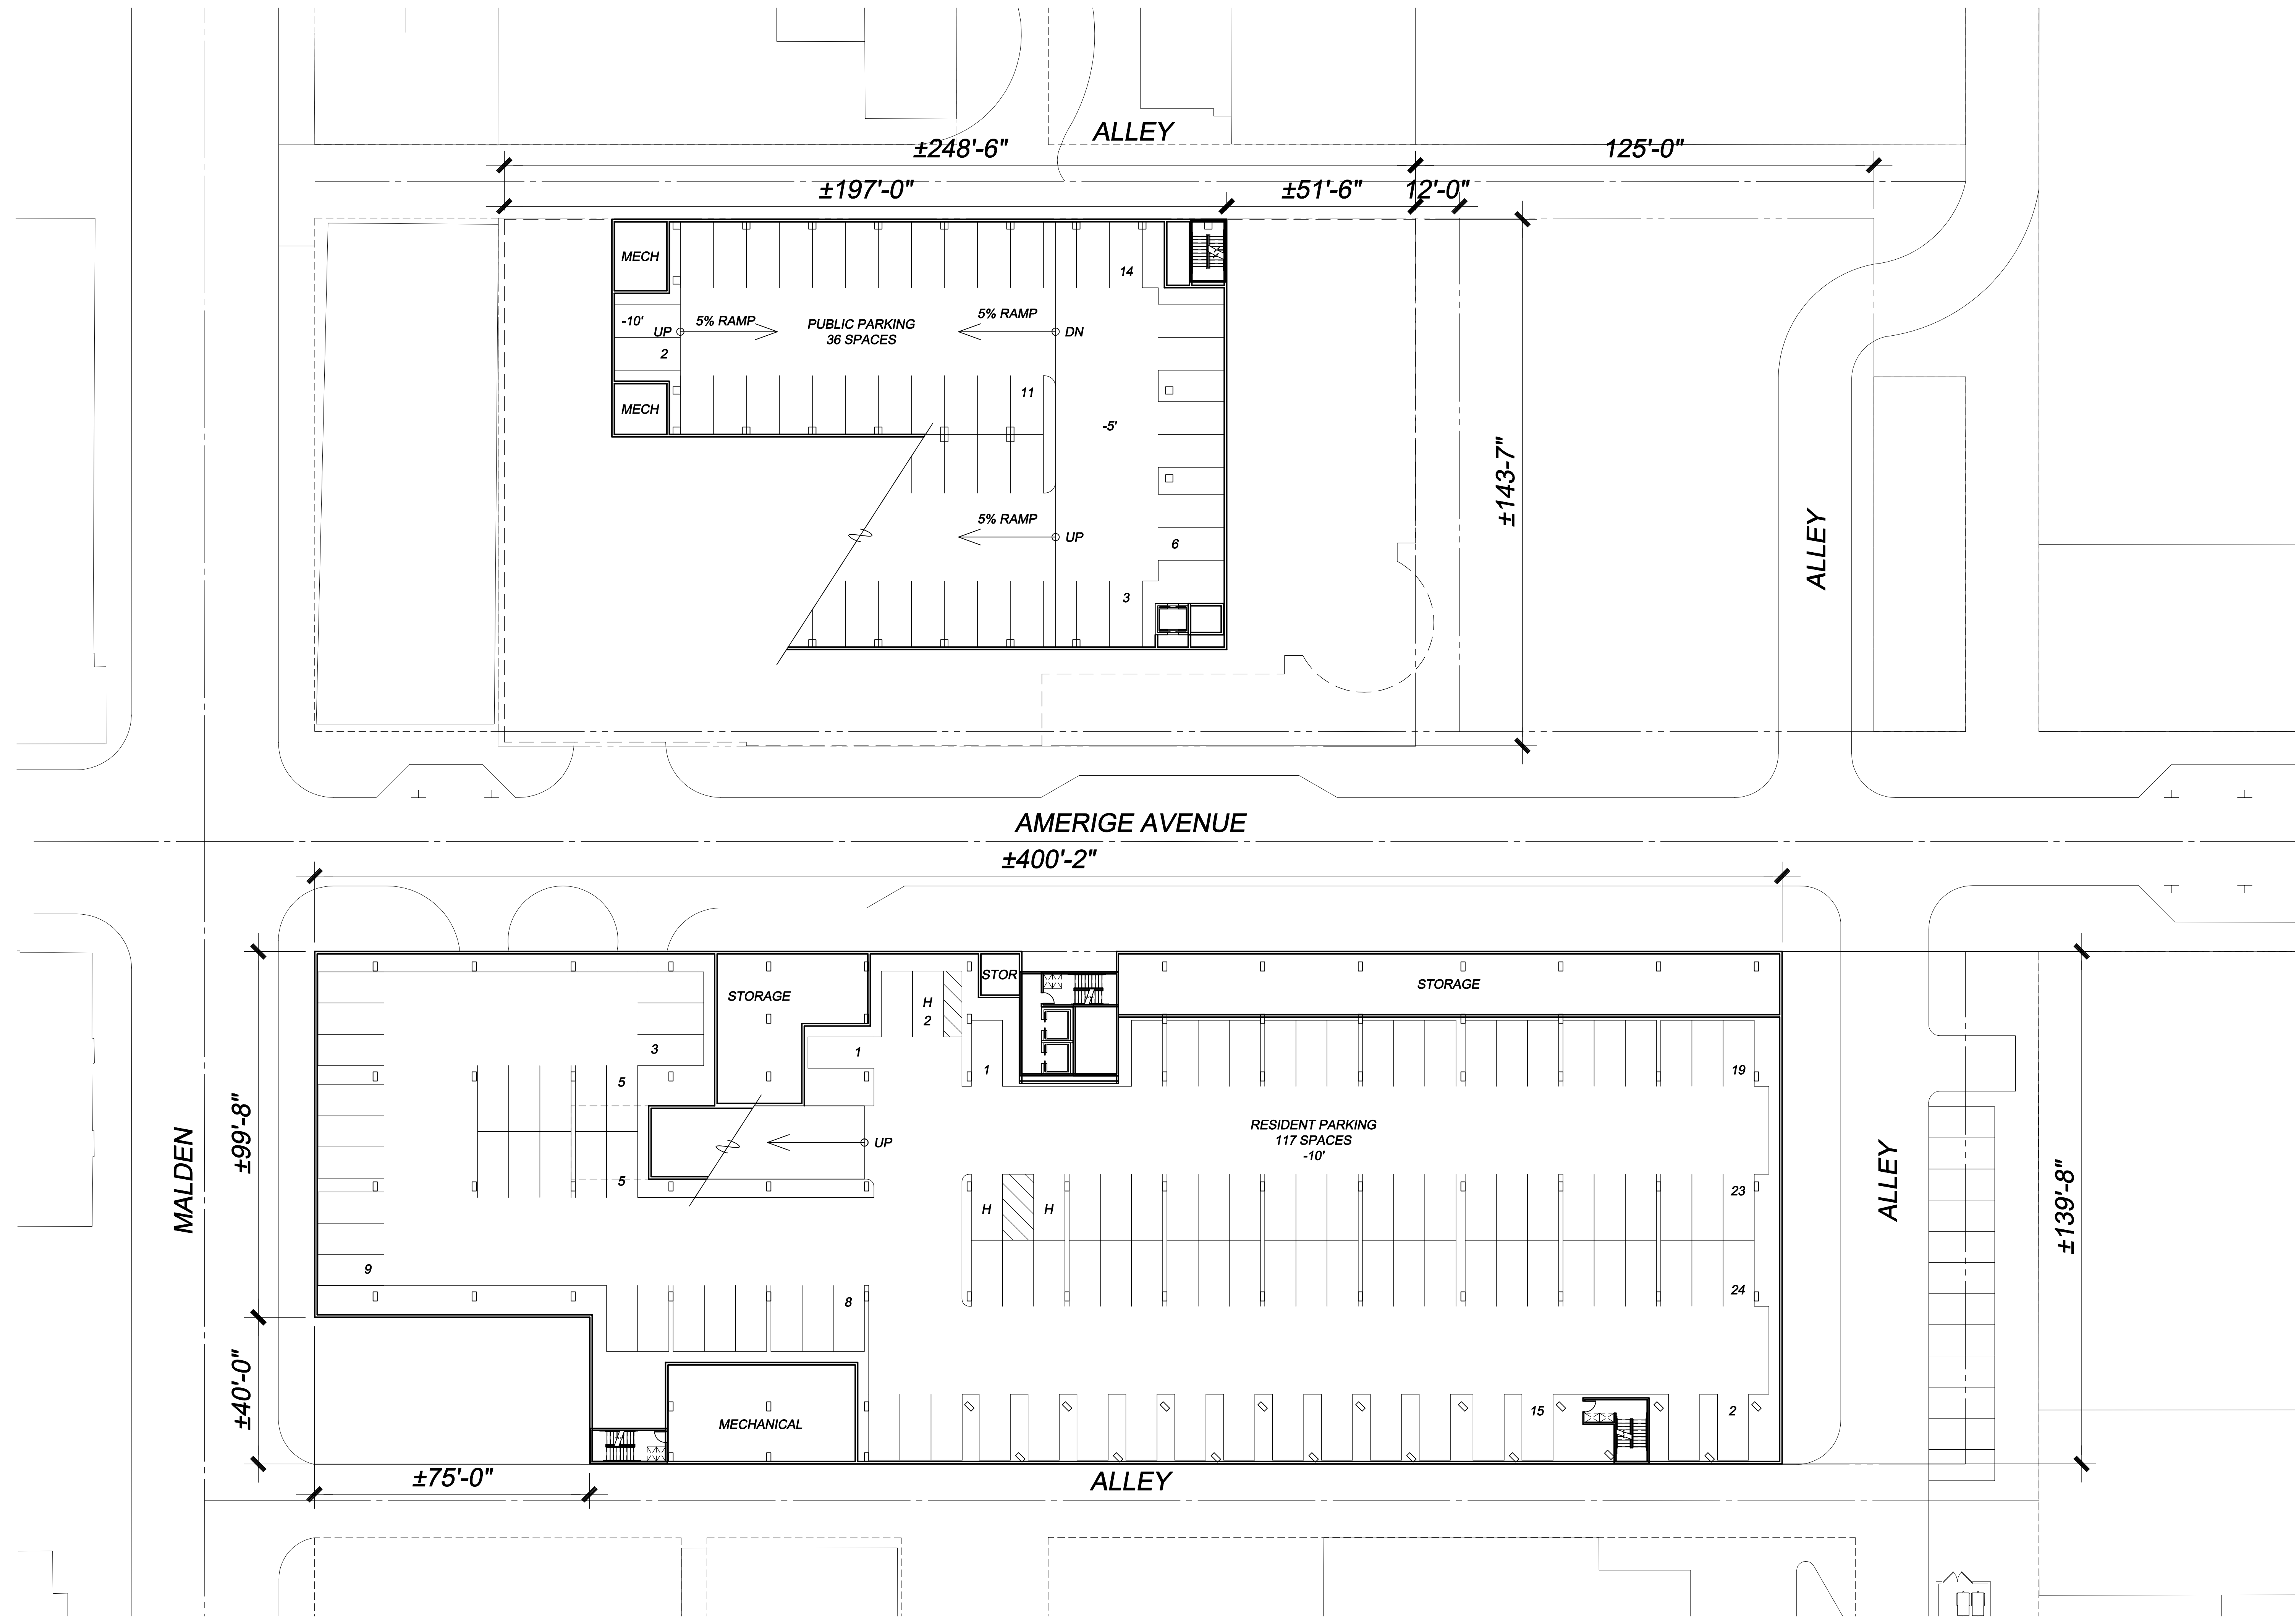 ALLEY
±248'-6"
125'-0"
±197'-0"
±51'-6"
12'-0"
MECH
14
-10'
UP
5% RAMP
PUBLIC PARKING
36 SPACES
5% RAMP
DN
2
11
MECH
-5'
±143-7"
5% RAMP
UP
6
3
ALLEY
AMERIGE AVENUE
±400'-2"
STORAGE
STOR
STORAGE
H
2
3
1
1
19
5
RESIDENT PARKING
117 SPACES
-10'
UP
±99'-8"
MALDEN
5
H
H
23
ALLEY
±139'-8"
9
8
24
±40'-0"
MECHANICAL
15
2
±75'-0"
ALLEY